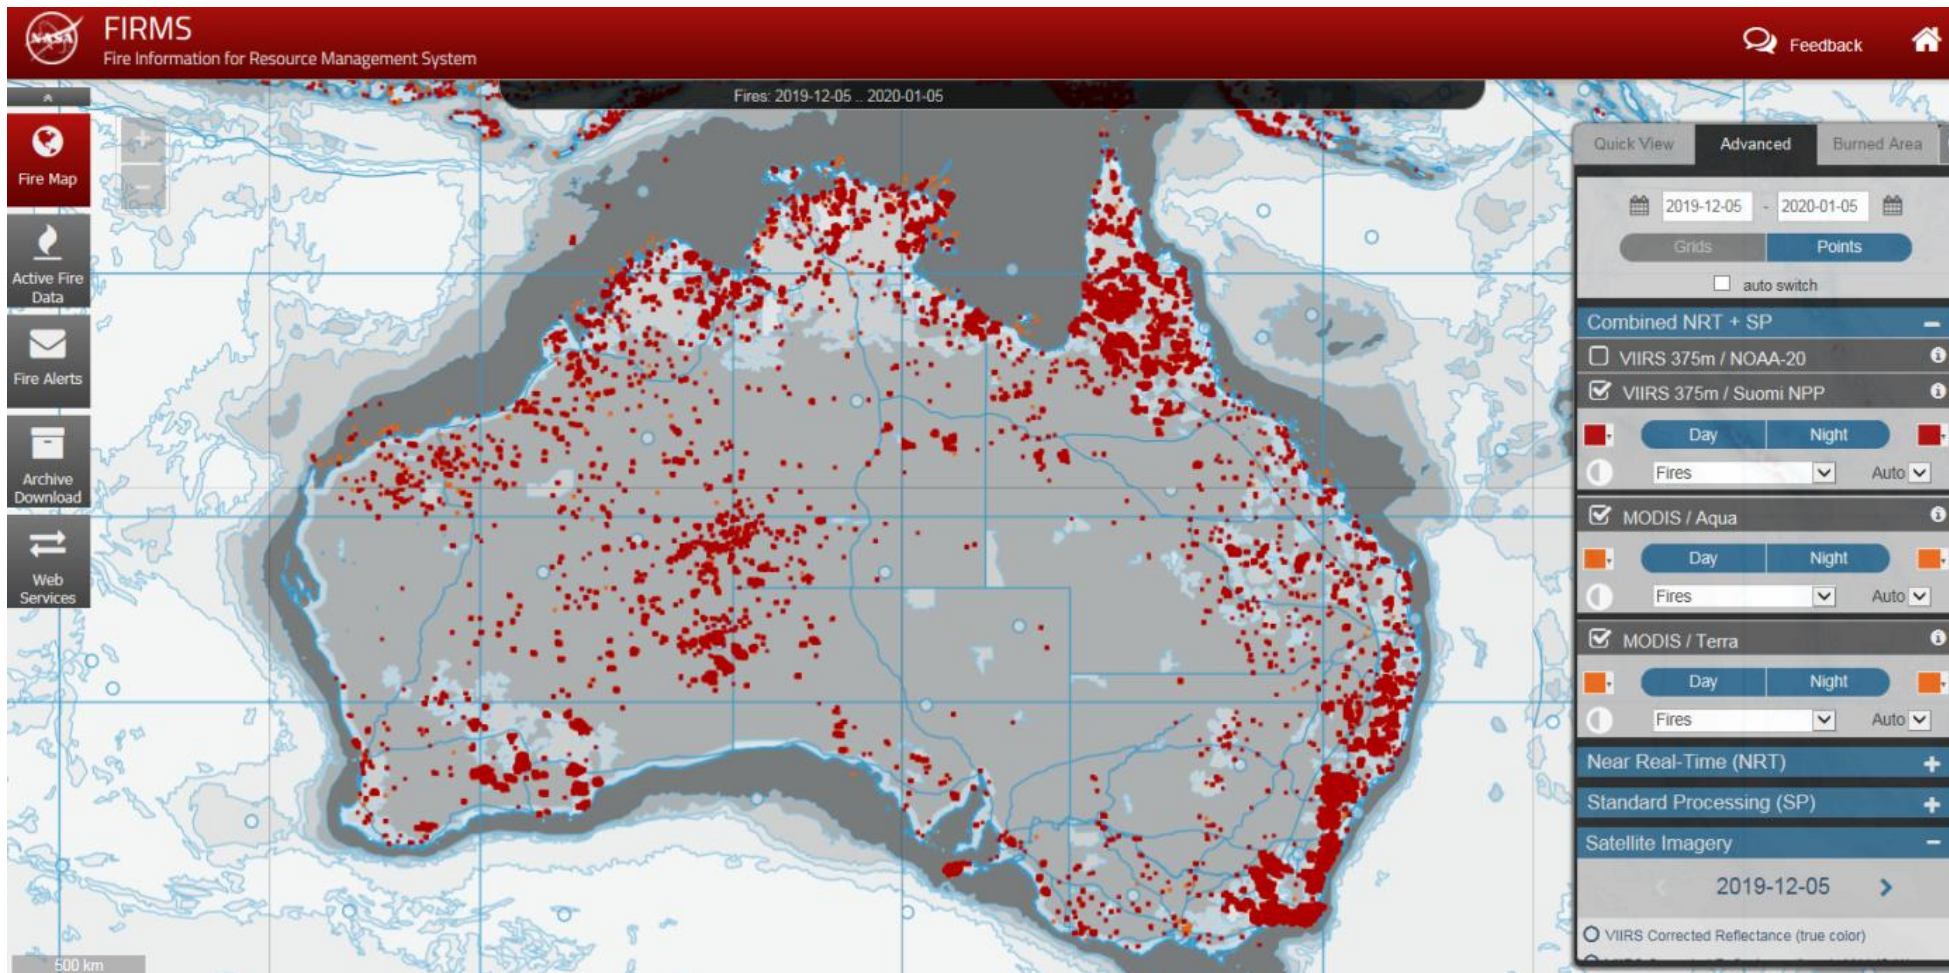 NASA
FIRMS
Fire Information for Resource Management System
Feedback
Fires: 2019-12-05 .. 2020-01-05
Fire Map
Active Fire
Data
Fire Alerts
Archive
Download
Web
Services
500 km
Quick View
Advanced
Burned Area
2019-12-05 - 2020-01-05
Grids
Points
auto switch
Combined NRT + SP
VIIRS 375m / NOAA-20
VIIRS 375m / Suomi NPP
Day
Night
Fires
Auto
MODIS / Aqua
Day
Night
Fires
Auto
MODIS / Terra
Day
Night
Fires
Auto
Near Real-Time (NRT)
Standard Processing (SP)
Satellite Imagery
2019-12-05
VIIRS Corrected Reflectance (true color)